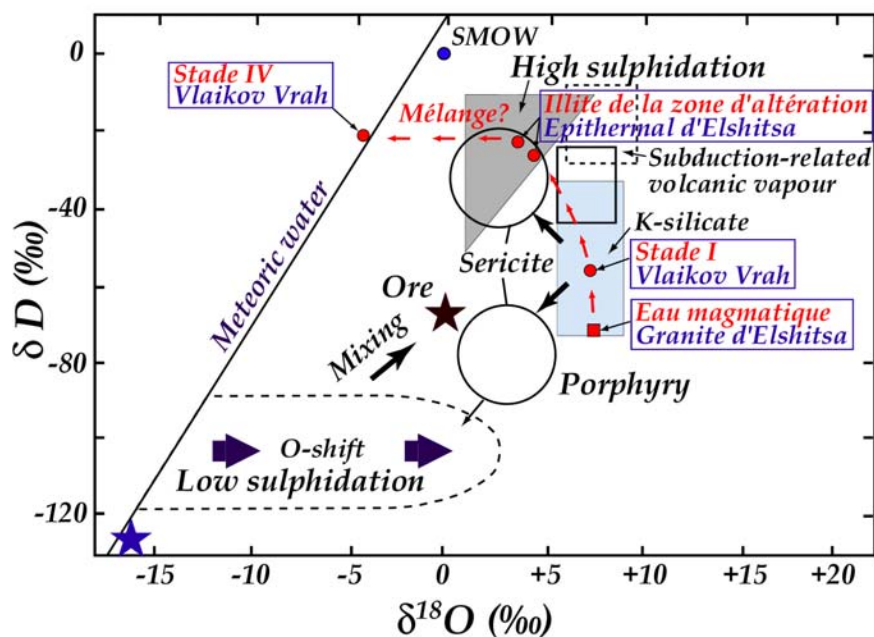 0
-40
-80
-120
δ D (‰)
-15
-5
0
+5
+10
+15
+20
δ18O (‰)
SMOW
Stade IV
Vlaikov Vrah
High sulphidation
Mélange?
Illite de la zone d'altération
Epithermal d'Elshitsa
Subduction-related
volcanic vapour
Meteoric water
K-silicate
Sericite
Stade I
Vlaikov Vrah
Ore
Eau magmatique
Granite d'Elshitsa
Mixing
Porphyry
O-shift
Low sulphidation